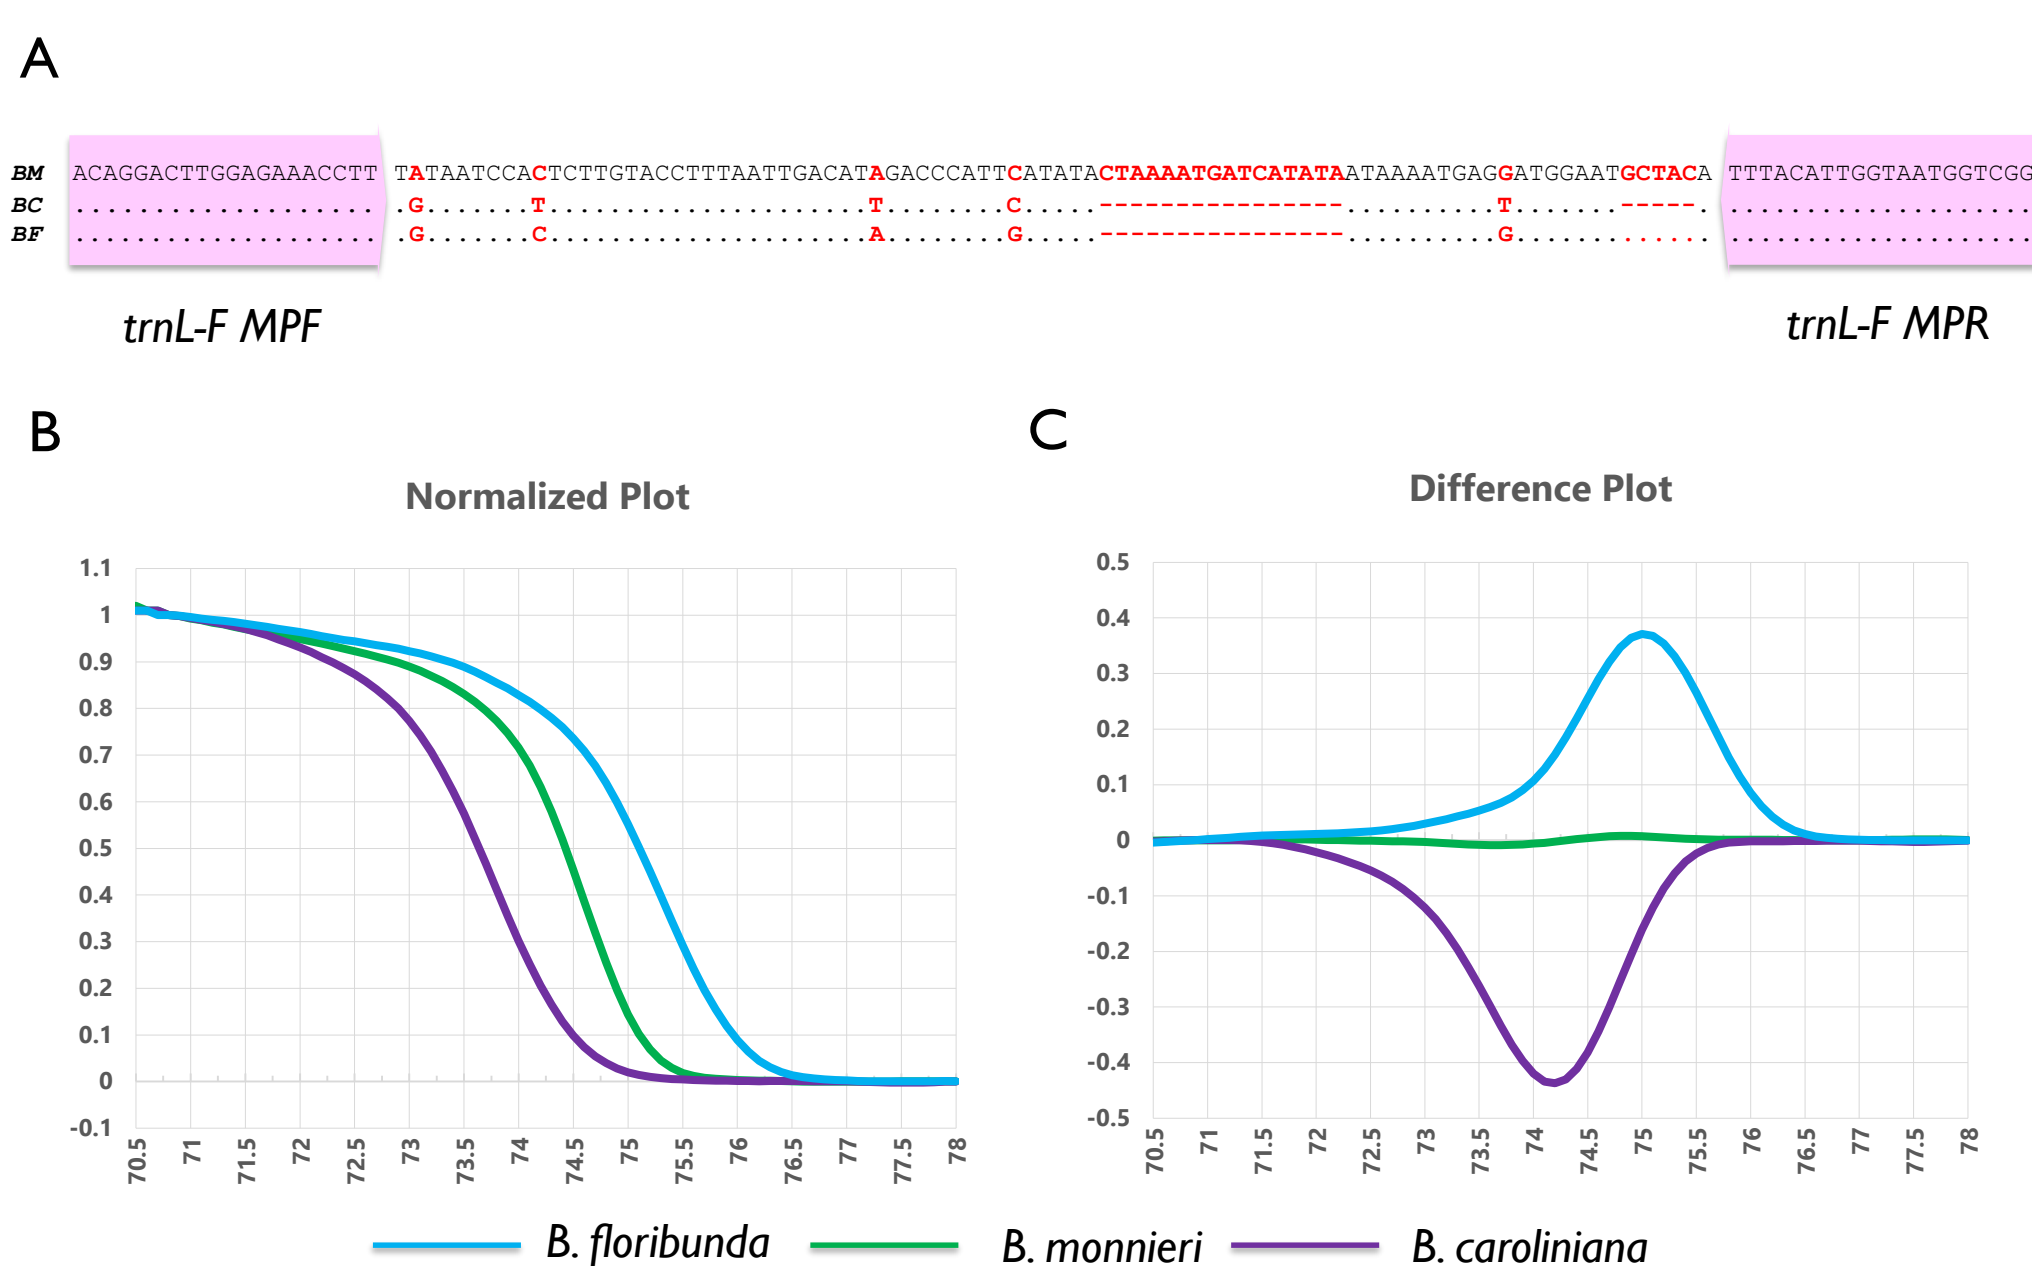 A
BM ACAGGACTTGGAGAAACCTT TATAATCCACTCTTGTACCTTTAATTGACATAGACCCATTCATATACTAAAATGATCATATAATAAAATGAGGATGGAATGCTACA TTTACATTGGTAATGGTCGG
BC .................... .G.......T.....................T........C.....----------------..........T.......-----. ....................
BF .................... .G.......C.....................A........G.....----------------..........G............. ....................
trnL-F MPF
trnL-F MPR
B
Normalized Plot
1.1
1
0.9
0.8
0.7
0.6
0.5
0.4
0.3
0.2
0.1
0
-0.1
70.5 71 71.5 72 72.5 73 73.5 74 74.5 75 75.5 76 76.5 77 77.5 78
C
Difference Plot
0.5
0.4
0.3
0.2
0.1
0
-0.1
-0.2
-0.3
-0.4
-0.5
70.5 71 71.5 72 72.5 73 73.5 74 74.5 75 75.5 76 76.5 77 77.5 78
B. floribunda B. monnieri B. caroliniana